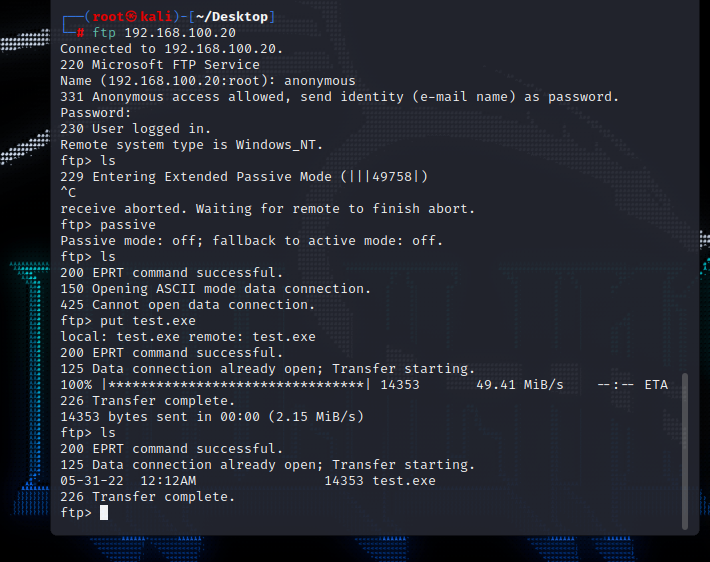 ┌──(root㉿kali)-[~/Desktop]
└─# ftp 192.168.100.20
Connected to 192.168.100.20.
220 Microsoft FTP Service
Name (192.168.100.20:root): anonymous
331 Anonymous access allowed, send identity (e-mail name) as password.
Password:
230 User logged in.
Remote system type is Windows_NT.
ftp> ls
229 Entering Extended Passive Mode (|||49758|)
^C
receive aborted. Waiting for remote to finish abort.
ftp> passive
Passive mode: off; fallback to active mode: off.
ftp> ls
200 EPRT command successful.
150 Opening ASCII mode data connection.
425 Cannot open data connection.
ftp> put test.exe
local: test.exe remote: test.exe
200 EPRT command successful.
125 Data connection already open; Transfer starting.
100% |********************************| 14353       49.41 MiB/s    --:-- ETA
226 Transfer complete.
14353 bytes sent in 00:00 (2.15 MiB/s)
ftp> ls
200 EPRT command successful.
125 Data connection already open; Transfer starting.
05-31-22  12:12AM                14353 test.exe
226 Transfer complete.
ftp>